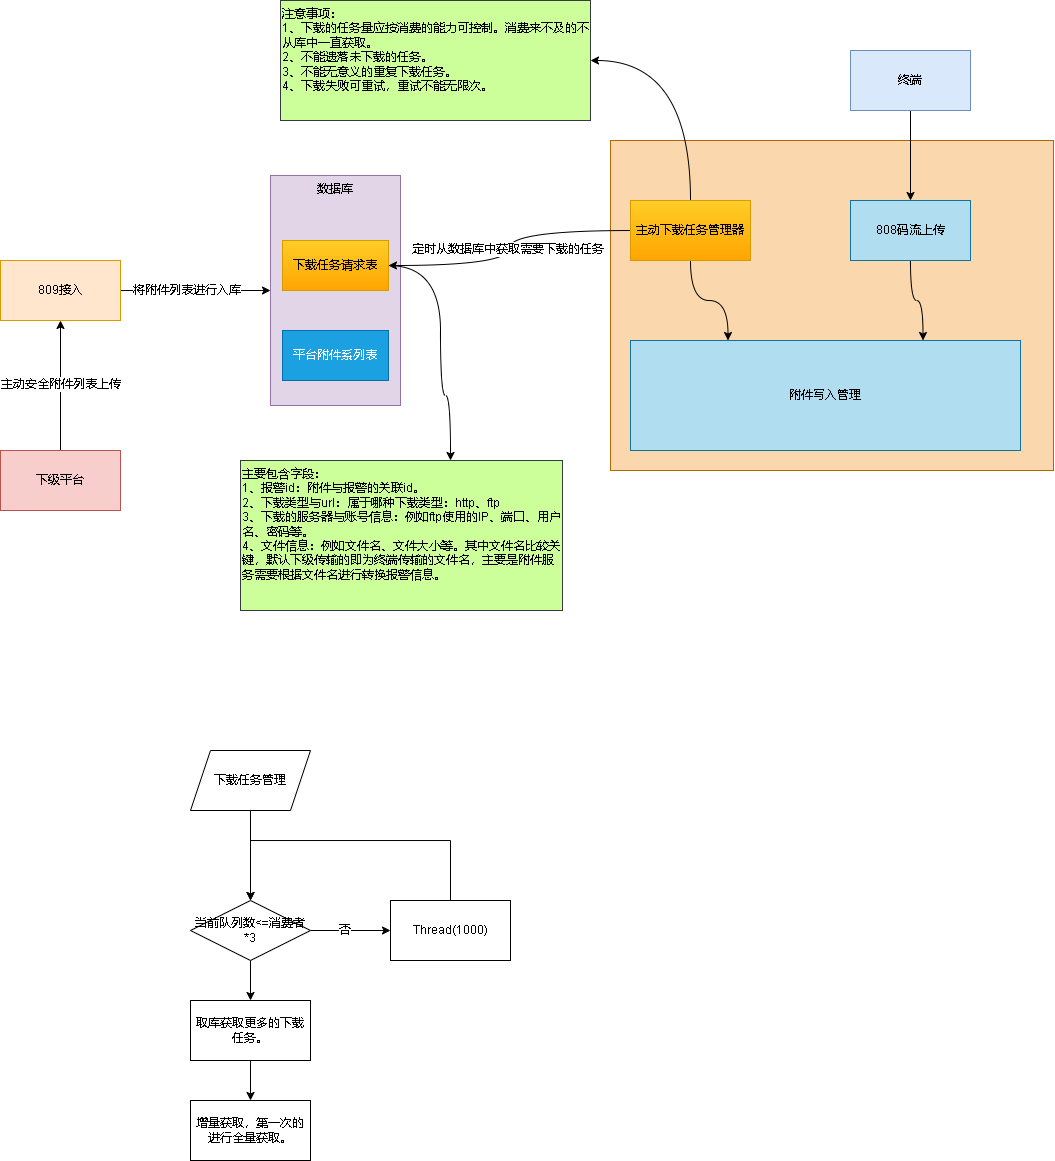 注意事项：
1、下载的任务量应按消费的能力可控制。消费来不及的不
从库中一直获取。
2、不能遗落未下载的任务。
3、不能无意义的重复下载任务。
4、下载失败可重试，重试不能无限次。
终端
数据库
主动下载任务管理器
808码流上传
定时从数据库中获取需要下载的任务
下载任务请求表
809接入
将附件列表进行入库
平台附件系列表
主动安全附件列表上传
附件写入管理
下级平台
主要包含字段：
1、报警id：附件与报警的关联id。
2、下载类型与url：属于哪种下载类型：http、ftp
3、下载的服务器与账号信息：例如ftp使用的IP、端口、用户
名、密码等。
4、文件信息：例如文件名、文件大小等。其中文件名比较关
键，默认下级传输的即为终端传输的文件名，主要是附件服
务需要根据文件名进行转换报警信息。
下载任务管理
当前队列数<=消费者
*3
否
Thread(1000)
取库获取更多的下载
任务。
增量获取，第一次的
进行全量获取。